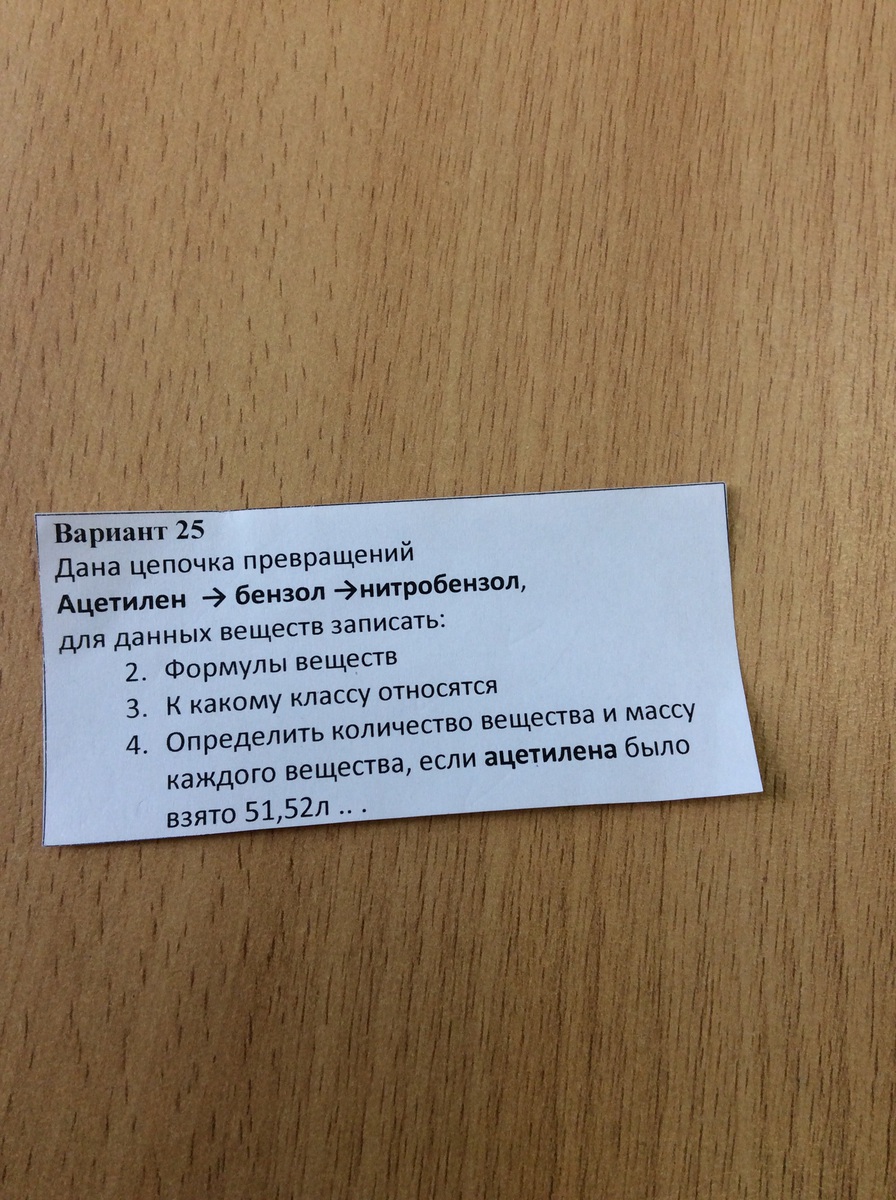 Вариант 25
Дана цепочка превращений
Ацетилен → бензол →нитробензол,
для данных веществ записать:
2. Формулы веществ
3. К какому классу относятся
4. Определить количество вещества и массу
каждого вещества, если ацетилена было
взято 51,52л .. .